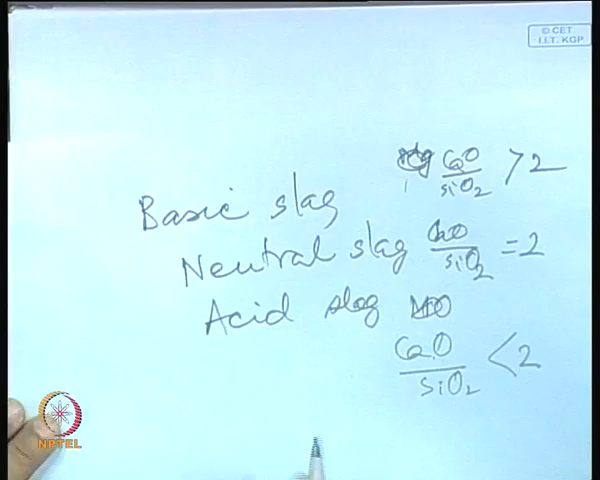 © CET
I.I.T. KGP
CaO / SiO2 > 2
Basic slag
Neutral slag CaO / SiO2 = 2
Acid slag
CaO / SiO2 < 2
NPTEL